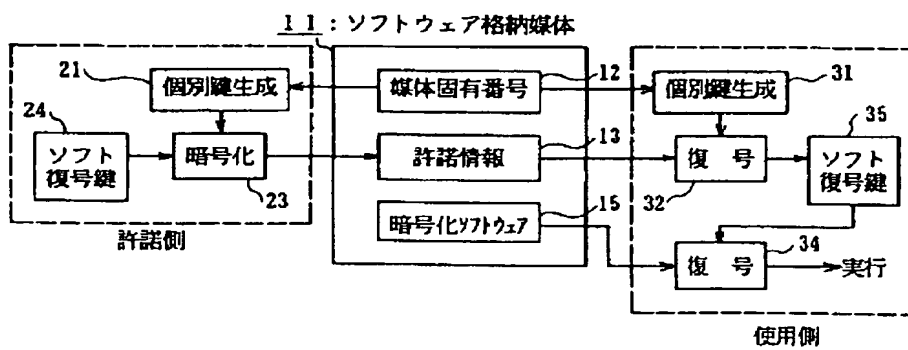 11：ソフトウェア格納媒体
21
個別鍵生成
24
ソフト
復号鍵
暗号化
23
許諾側
媒体固有番号
12
許諾情報
13
暗号化ソフトウェア
15
個別鍵生成
31
復 号
32
35
ソフト
復号鍵
復 号
34
実行
使用側